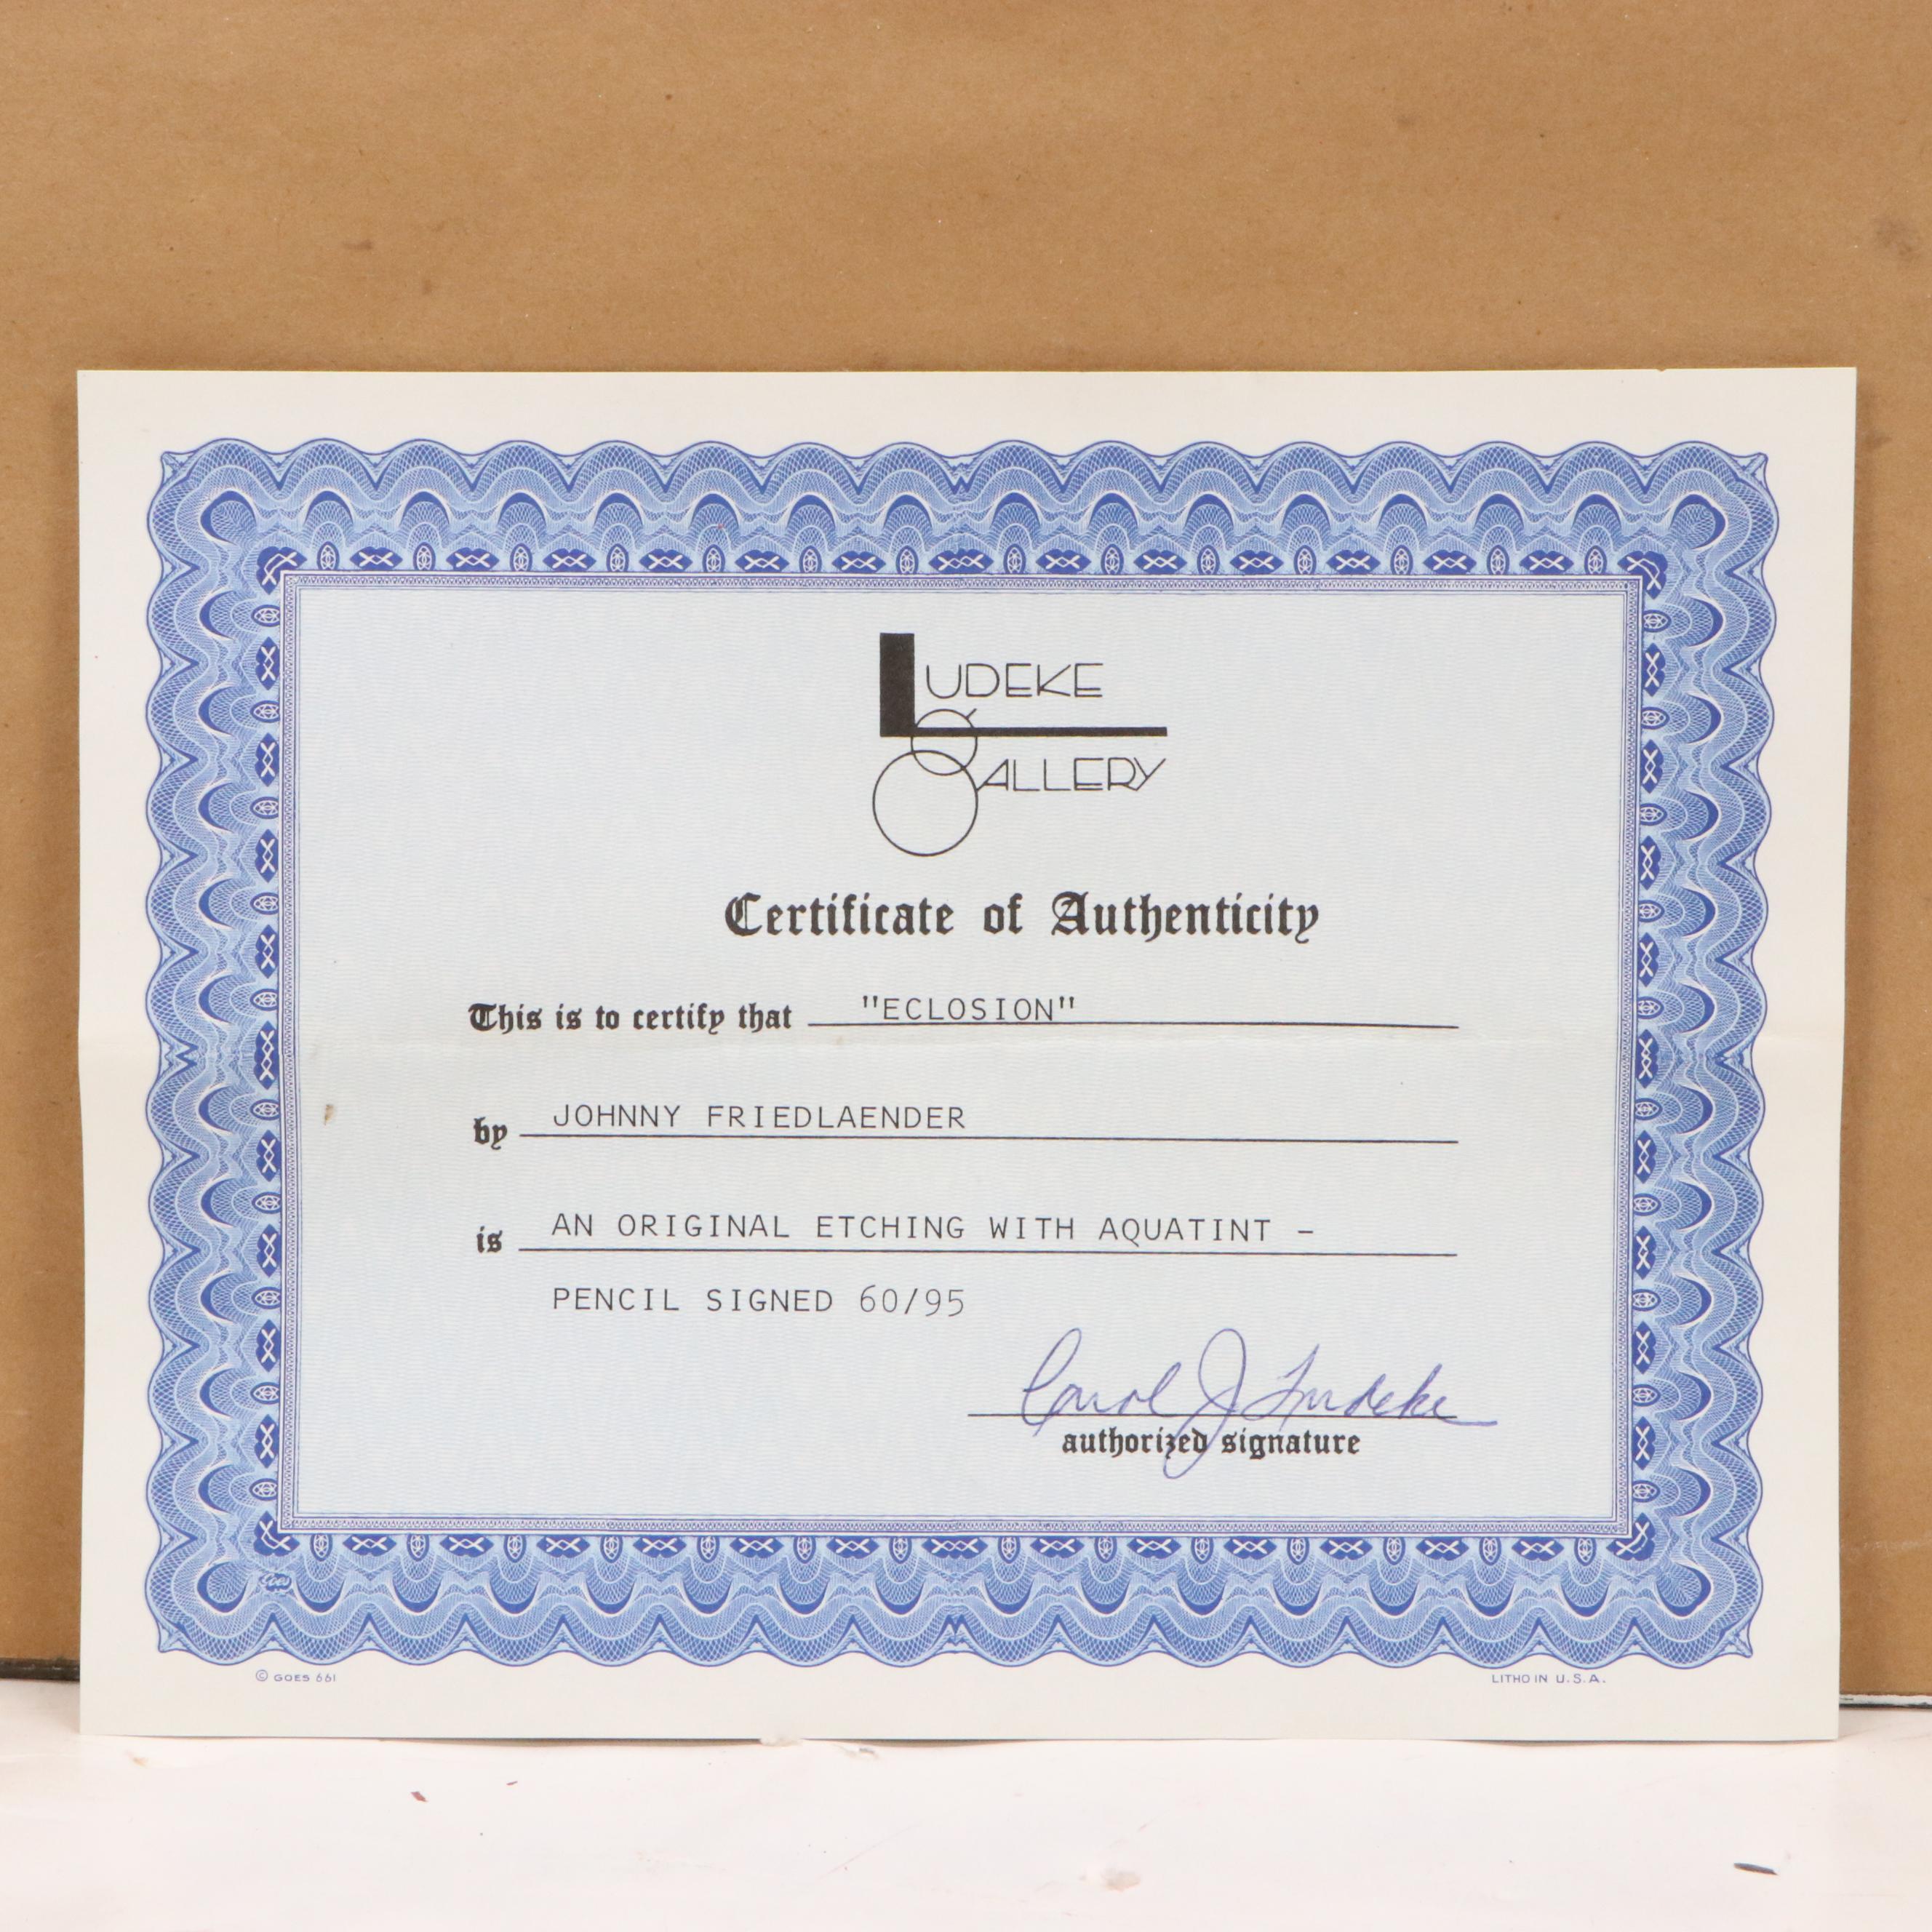 LUDEKE
GALLERY
Certificate of Authenticity
This is to certify that "ECLOSION"
by JOHNNY FRIEDLAENDER
is AN ORIGINAL ETCHING WITH AQUATINT -
PENCIL SIGNED 60/95
Carol J Ludeke
authorized signature
Goes
© GOES 661 LITHO IN U.S.A.